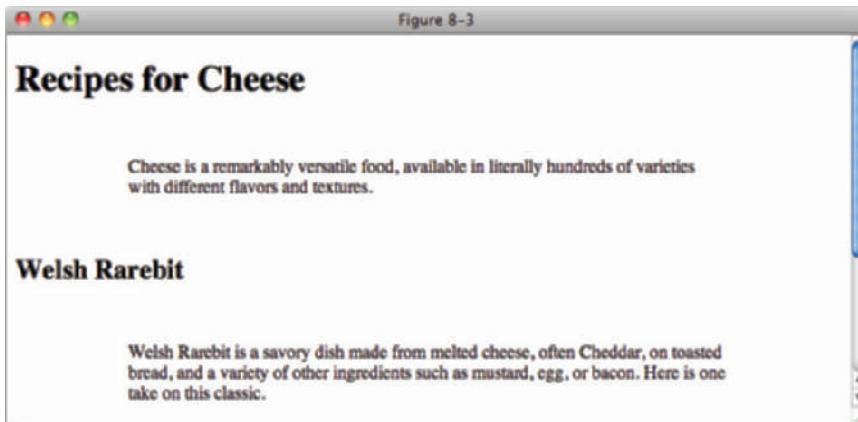 Figure 8-3
Recipes for Cheese
Cheese is a remarkably versatile food, available in literally hundreds of varieties
with different flavors and textures.
Welsh Rarebit
Welsh Rarebit is a savory dish made from melted cheese, often Cheddar, on toasted
bread, and a variety of other ingredients such as mustard, egg, or bacon. Here is one
take on this classic.